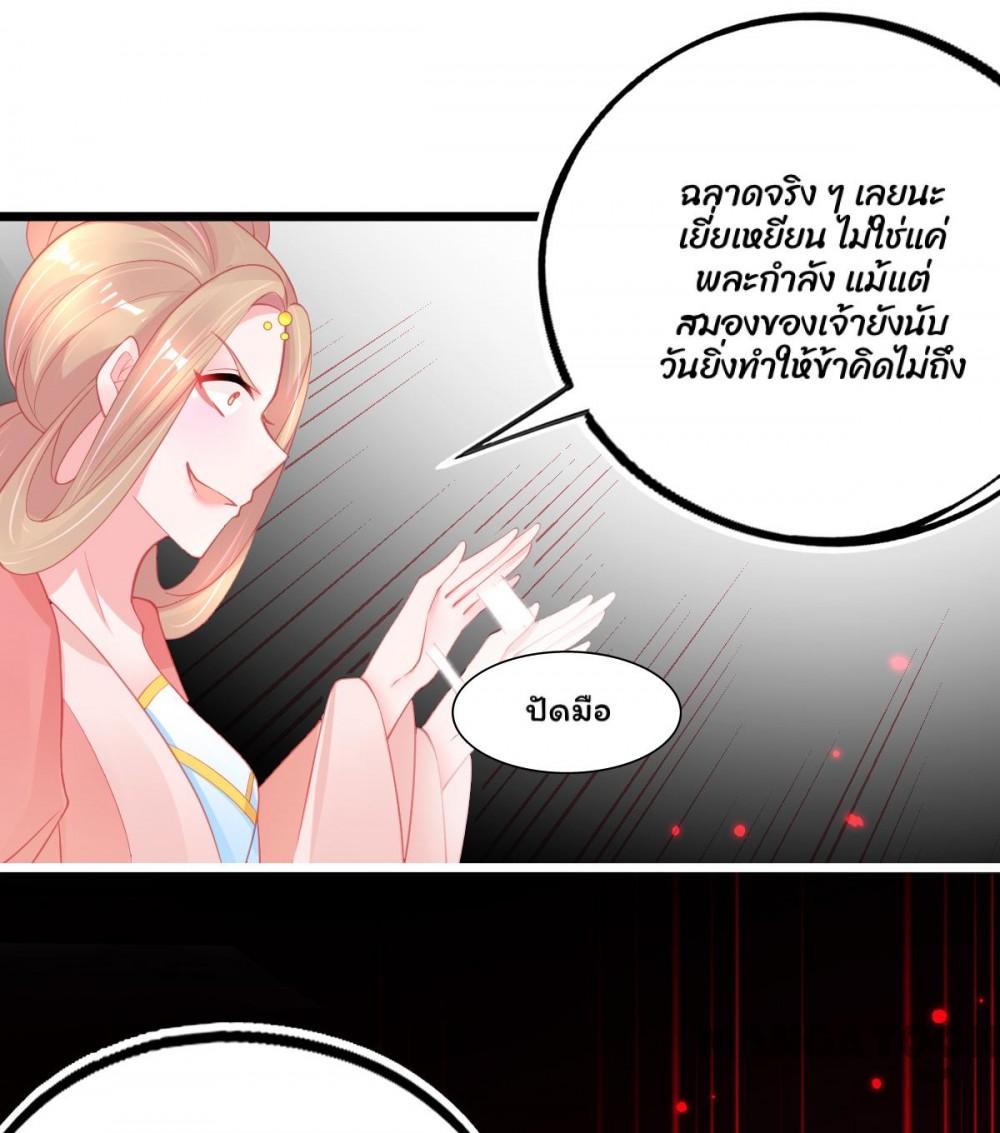 ฉลาดจริง ๆ เลยนะ
เยี่ยเหยียน ไม่ใช่แค่
พละกำลัง แม้แต่
สมองของเจ้ายังนับ
วันยิ่งทำให้ข้าคิดไม่ถึง
ปัดมือ